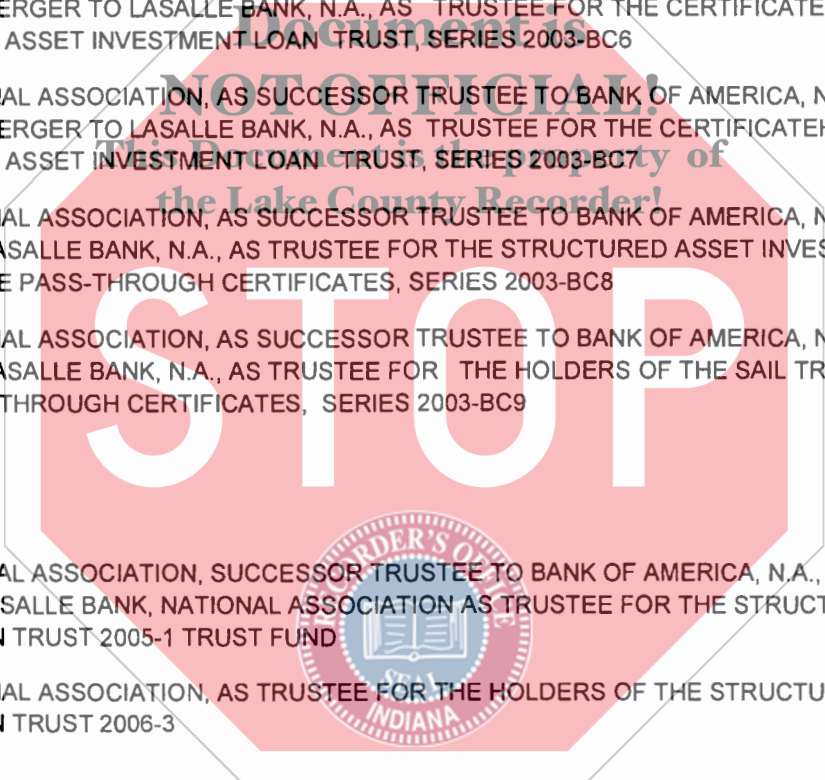 ERGER TO LASALLE BANK, N.A., AS TRUSTEE FOR THE CERTIFICATE
Document is
ASSET INVESTMENT LOAN TRUST, SERIES 2003-BC6
NOT OFFICIAL!
AL ASSOCIATION, AS SUCCESSOR TRUSTEE TO BANK OF AMERICA, N
ERGER TO LASALLE BANK, N.A., AS TRUSTEE FOR THE CERTIFICATEH
This Document is the property of
ASSET INVESTMENT LOAN TRUST, SERIES 2003-BC7
the Lake County Recorder!
AL ASSOCIATION, AS SUCCESSOR TRUSTEE TO BANK OF AMERICA, N
ASALLE BANK, N.A., AS TRUSTEE FOR THE STRUCTURED ASSET INVES
E PASS-THROUGH CERTIFICATES, SERIES 2003-BC8
STOP
AL ASSOCIATION, AS SUCCESSOR TRUSTEE TO BANK OF AMERICA, N
ASALLE BANK, N.A., AS TRUSTEE FOR THE HOLDERS OF THE SAIL TR
THROUGH CERTIFICATES, SERIES 2003-BC9
RECORDER'S OFFICE
AL ASSOCIATION, SUCCESSOR TRUSTEE TO BANK OF AMERICA, N.A.,
SALLE BANK, NATIONAL ASSOCIATION AS TRUSTEE FOR THE STRUCT
N TRUST 2005-1 TRUST FUND
SEAL
AL ASSOCIATION, AS TRUSTEE FOR THE HOLDERS OF THE STRUCTU
INDIANA
N TRUST 2006-3